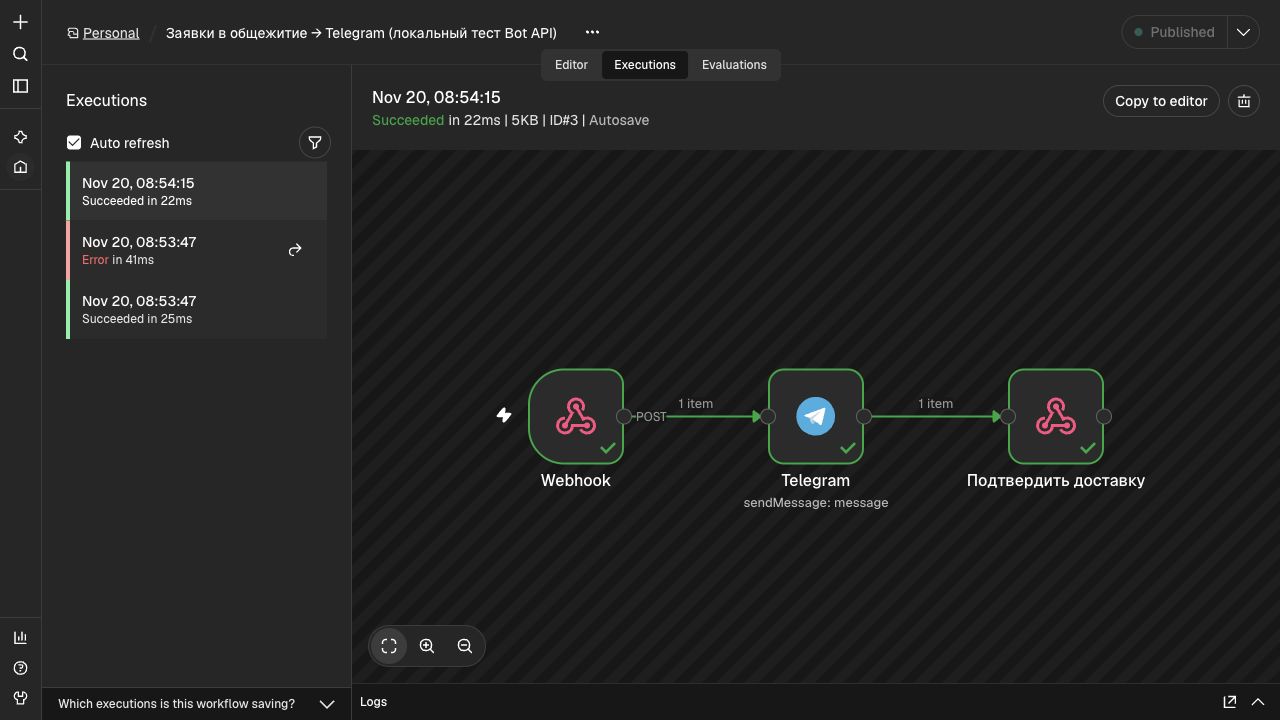 Personal / Заявки в общежитие → Telegram (локальный тест Bot API) ...
Published
Editor Executions Evaluations
Executions
Auto refresh
Nov 20, 08:54:15
Succeeded in 22ms
Nov 20, 08:53:47
Error in 41ms
Nov 20, 08:53:47
Succeeded in 25ms
Which executions is this workflow saving?
Nov 20, 08:54:15
Succeeded in 22ms | 5KB | ID#3 | Autosave
Copy to editor
POST
1 item
1 item
Webhook
Telegram
sendMessage: message
Подтвердить доставку
Logs